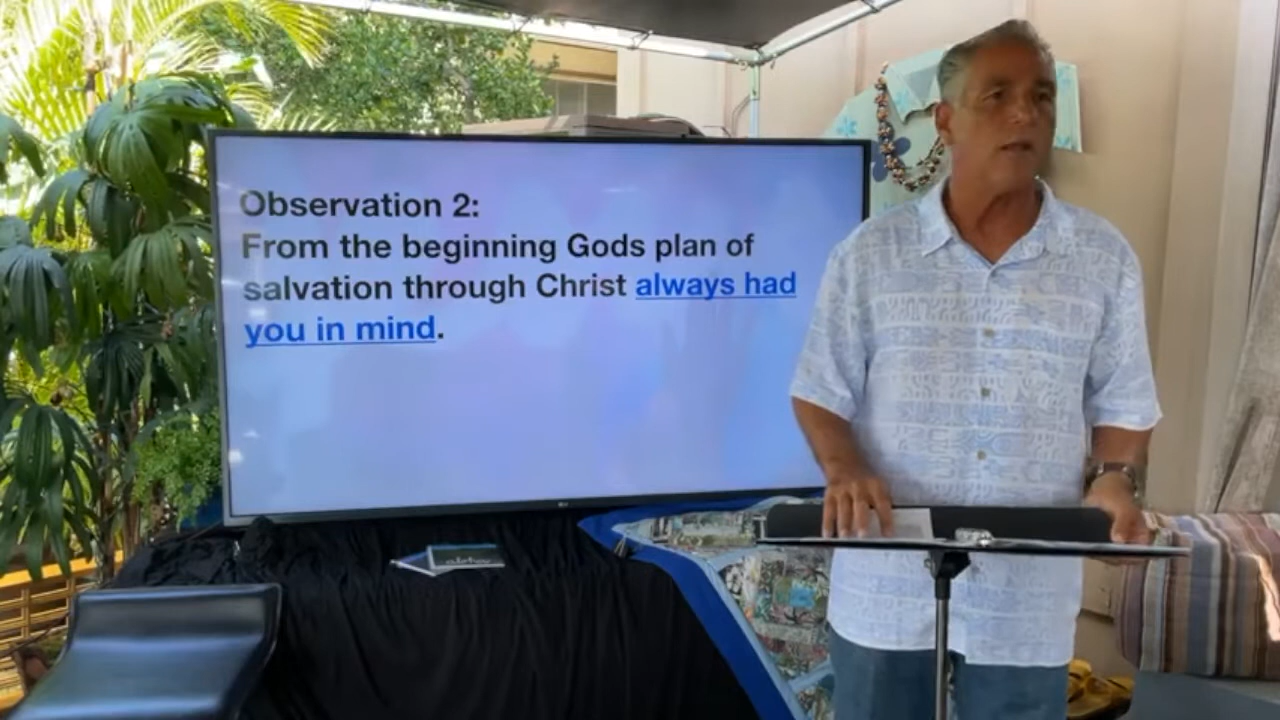 Observation 2:
From the beginning Gods plan of
salvation through Christ always had
you in mind.